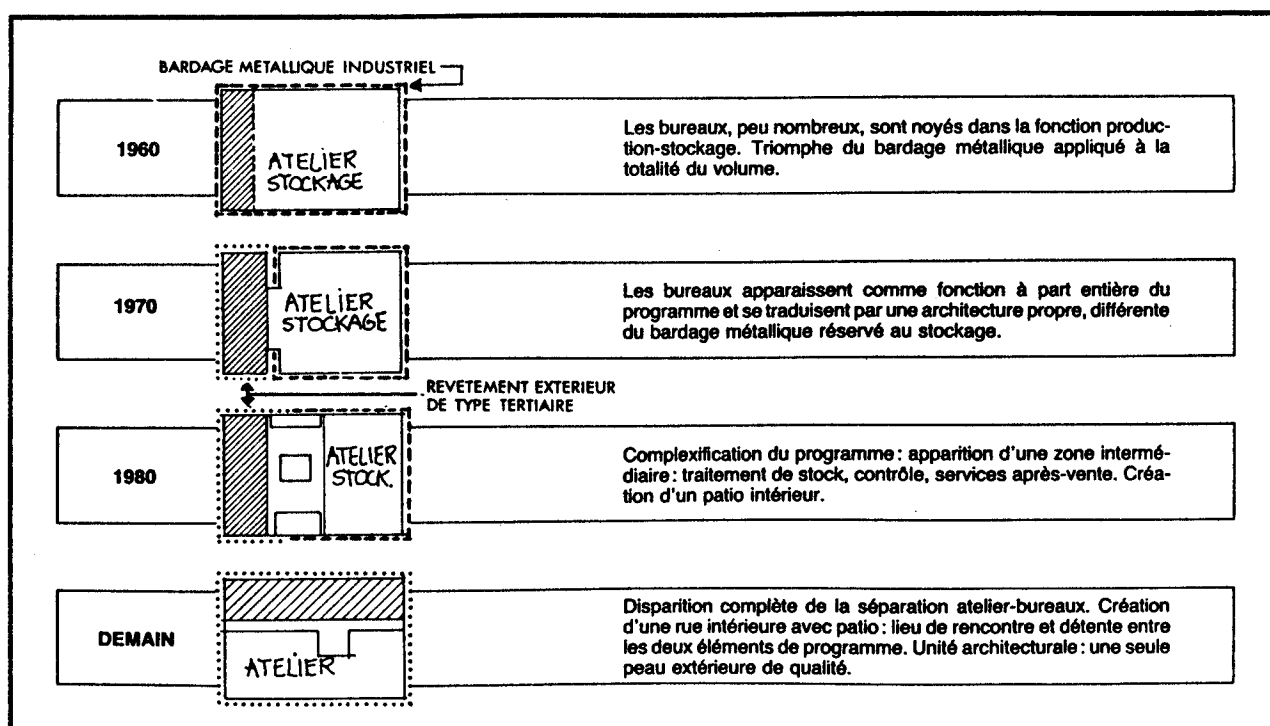 BARDAGE METALLIQUE INDUSTRIEL
1960
ATELIER
STOCKAGE
Les bureaux, peu nombreux, sont noyés dans la fonction produc-
tion-stockage. Triomphe du bardage métallique appliqué à la
totalité du volume.
1970
ATELIER
STOCKAGE
Les bureaux apparaissent comme fonction à part entière du
programme et se traduisent par une architecture propre, différente
du bardage métallique réservé au stockage.
REVETEMENT EXTERIEUR
DE TYPE TERTIAIRE
1980
ATELIER
STOCK.
Complexification du programme : apparition d'une zone intermé-
diaire : traitement de stock, contrôle, services après-vente. Créa-
tion d'un patio intérieur.
DEMAIN
ATELIER
Disparition complète de la séparation atelier-bureaux. Création
d'une rue intérieure avec patio : lieu de rencontre et détente entre
les deux éléments de programme. Unité architecturale : une seule
peau extérieure de qualité.